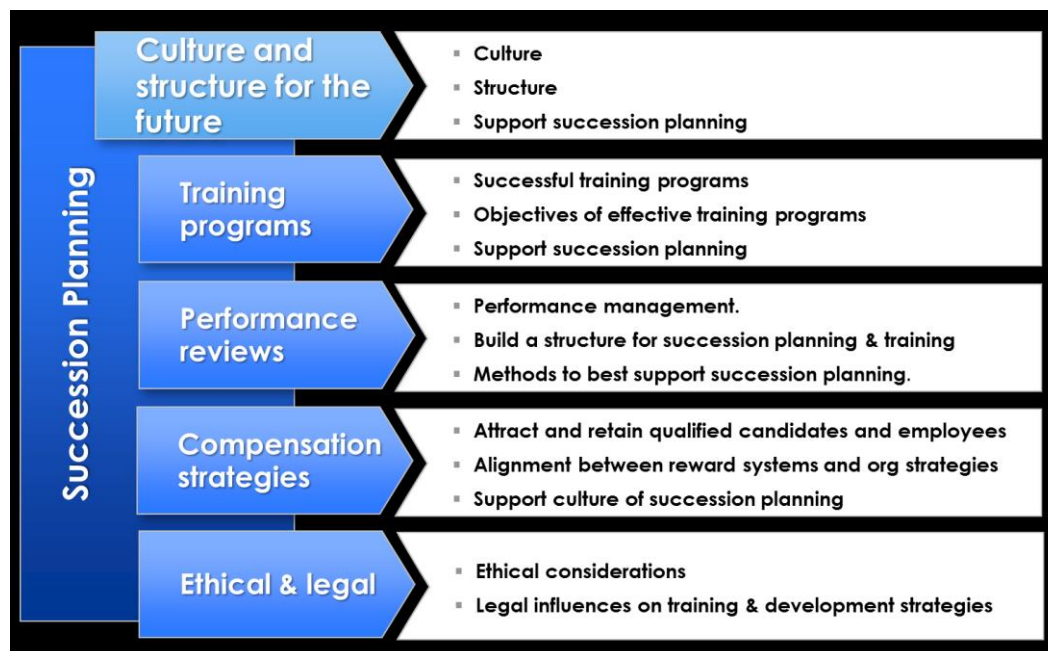 Succession Planning
Culture and
structure for the
future
Culture
Structure
Support succession planning
Training
programs
Successful training programs
Objectives of effective training programs
Support succession planning
Performance
reviews
Performance management.
Build a structure for succession planning & training
Methods to best support succession planning.
Compensation
strategies
Attract and retain qualified candidates and employees
Alignment between reward systems and org strategies
Support culture of succession planning
Ethical & legal
Ethical considerations
Legal influences on training & development strategies